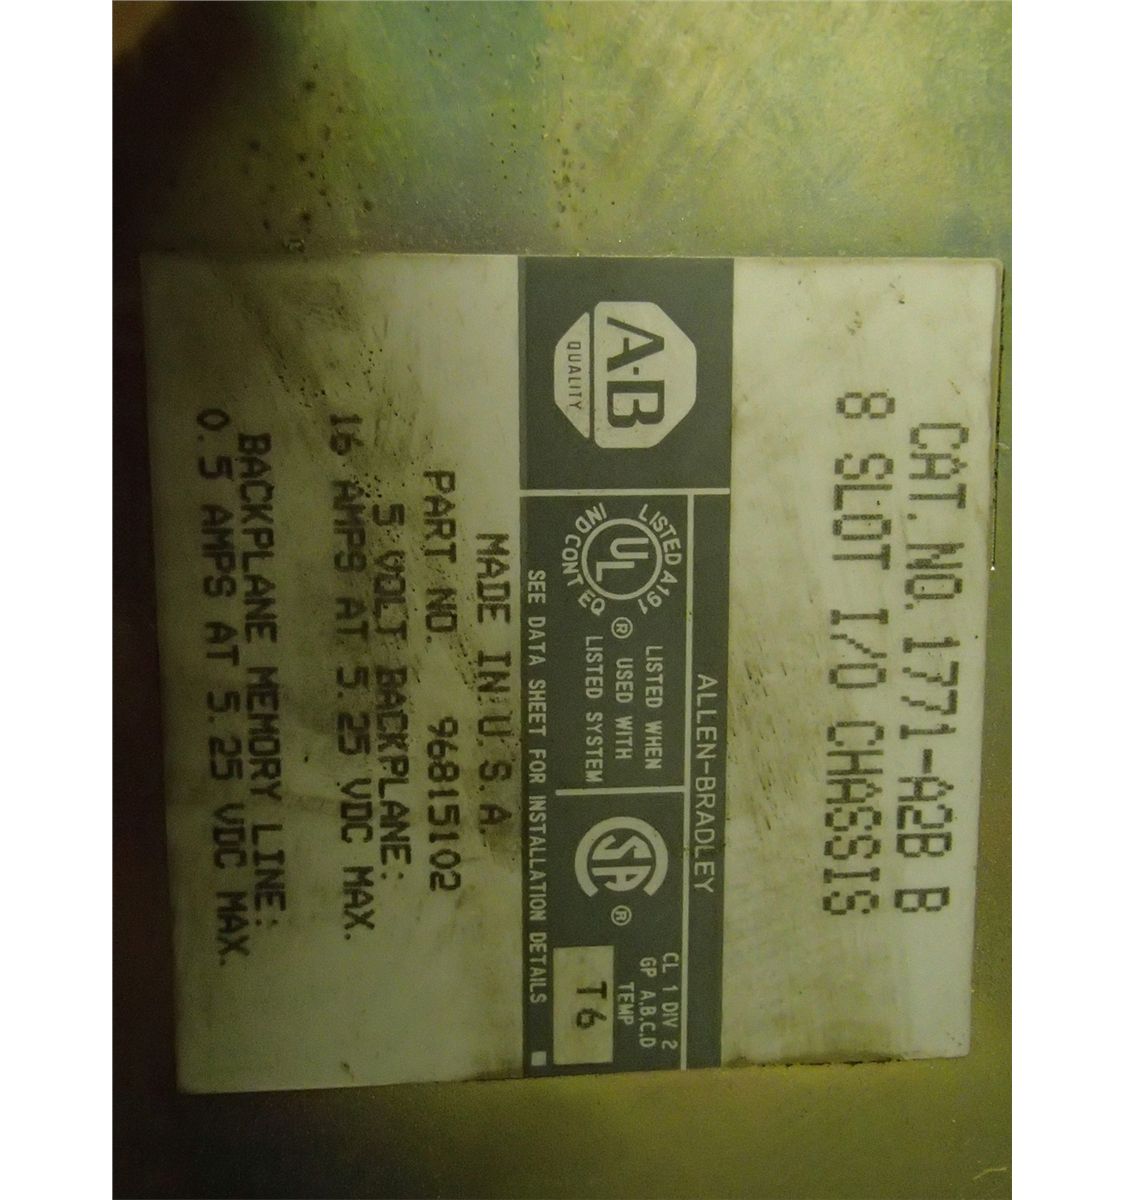 CAT. NO. 1771-A2B B
8 SLOT I/O CHASSIS
A-B
QUALITY
ALLEN-BRADLEY
LISTED 4191
IND CONT EQ
UL
®
LISTED WHEN
USED WITH
LISTED SYSTEM
SA
®
CL 1 DIV 2
GP A,B,C,D
TEMP
T6
SEE DATA SHEET FOR INSTALLATION DETAILS
MADE IN U.S.A.
PART NO. 96815102
5 VOLT BACKPLANE:
16 AMPS AT 5.25 VDC MAX.
BACKPLANE MEMORY LINE:
0.5 AMPS AT 5.25 VDC MAX.